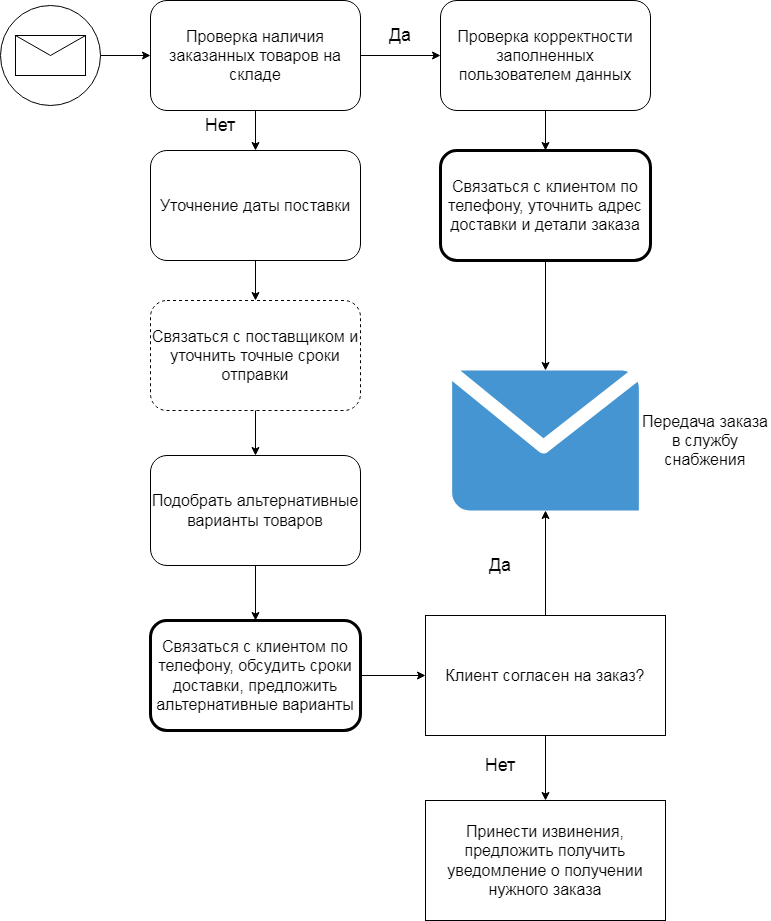 Проверка наличия
заказанных товаров на
складе
Да
Проверка корректности
заполненных
пользователем данных
Нет
Уточнение даты поставки
Связаться с клиентом по
телефону, уточнить адрес
доставки и детали заказа
Связаться с поставщиком и
уточнить точные сроки
отправки
Передача заказа
в службу
снабжения
Подобрать альтернативные
варианты товаров
Да
Связаться с клиентом по
телефону, обсудить сроки
доставки, предложить
альтернативные варианты
Клиент согласен на заказ?
Нет
Принести извинения,
предложить получить
уведомление о получении
нужного заказа